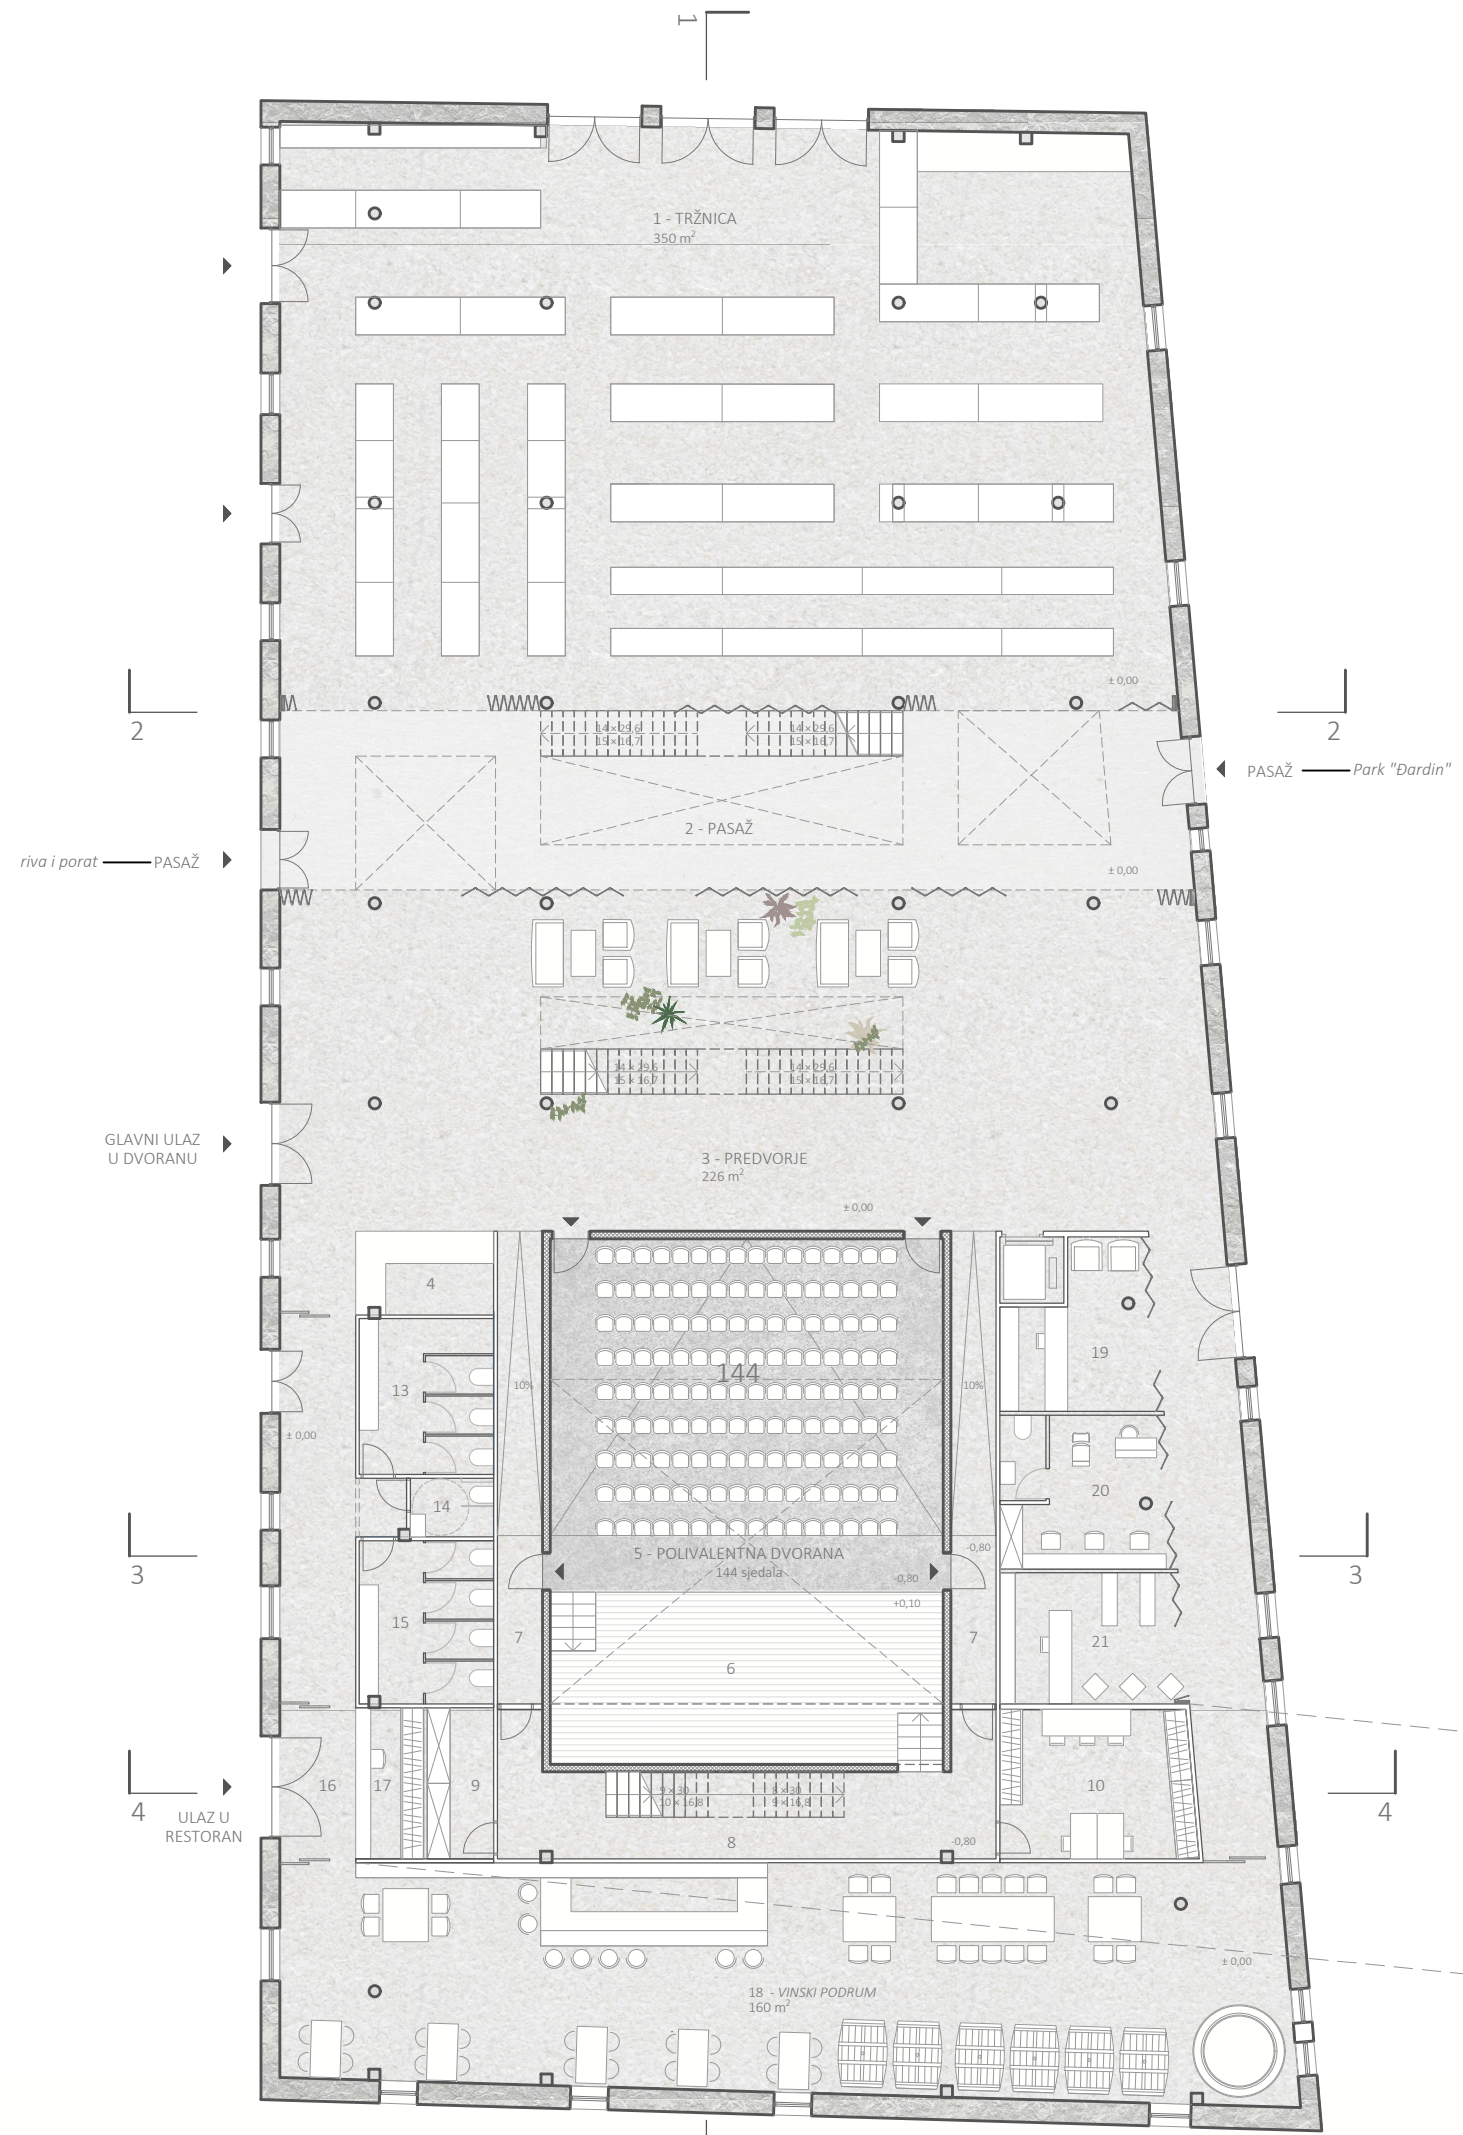 1
1 - TRŽNICA
350 m²
± 0,00
2
2
14 × 29,6
15 × 16,7
14 × 29,6
15 × 16,7
PASAŽ
Park "Đardin"
2 - PASAŽ
riva i porat
PASAŽ
± 0,00
14 × 29,6
15 × 16,7
14 × 29,6
15 × 16,7
GLAVNI ULAZ
U DVORANU
3 - PREDVORJE
226 m²
± 0,00
4
19
144
13
10%
10%
± 0,00
20
14
-0,80
5 - POLIVALENTNA DVORANA
144 sjedala
-0,80
3
3
+0,10
15
7
7
21
6
16
17
9
9 × 30
10 × 16,8
8 × 30
9 × 16,8
10
4
4
ULAZ U
RESTORAN
8
-0,80
± 0,00
18 - VINSKI PODRUM
160 m²